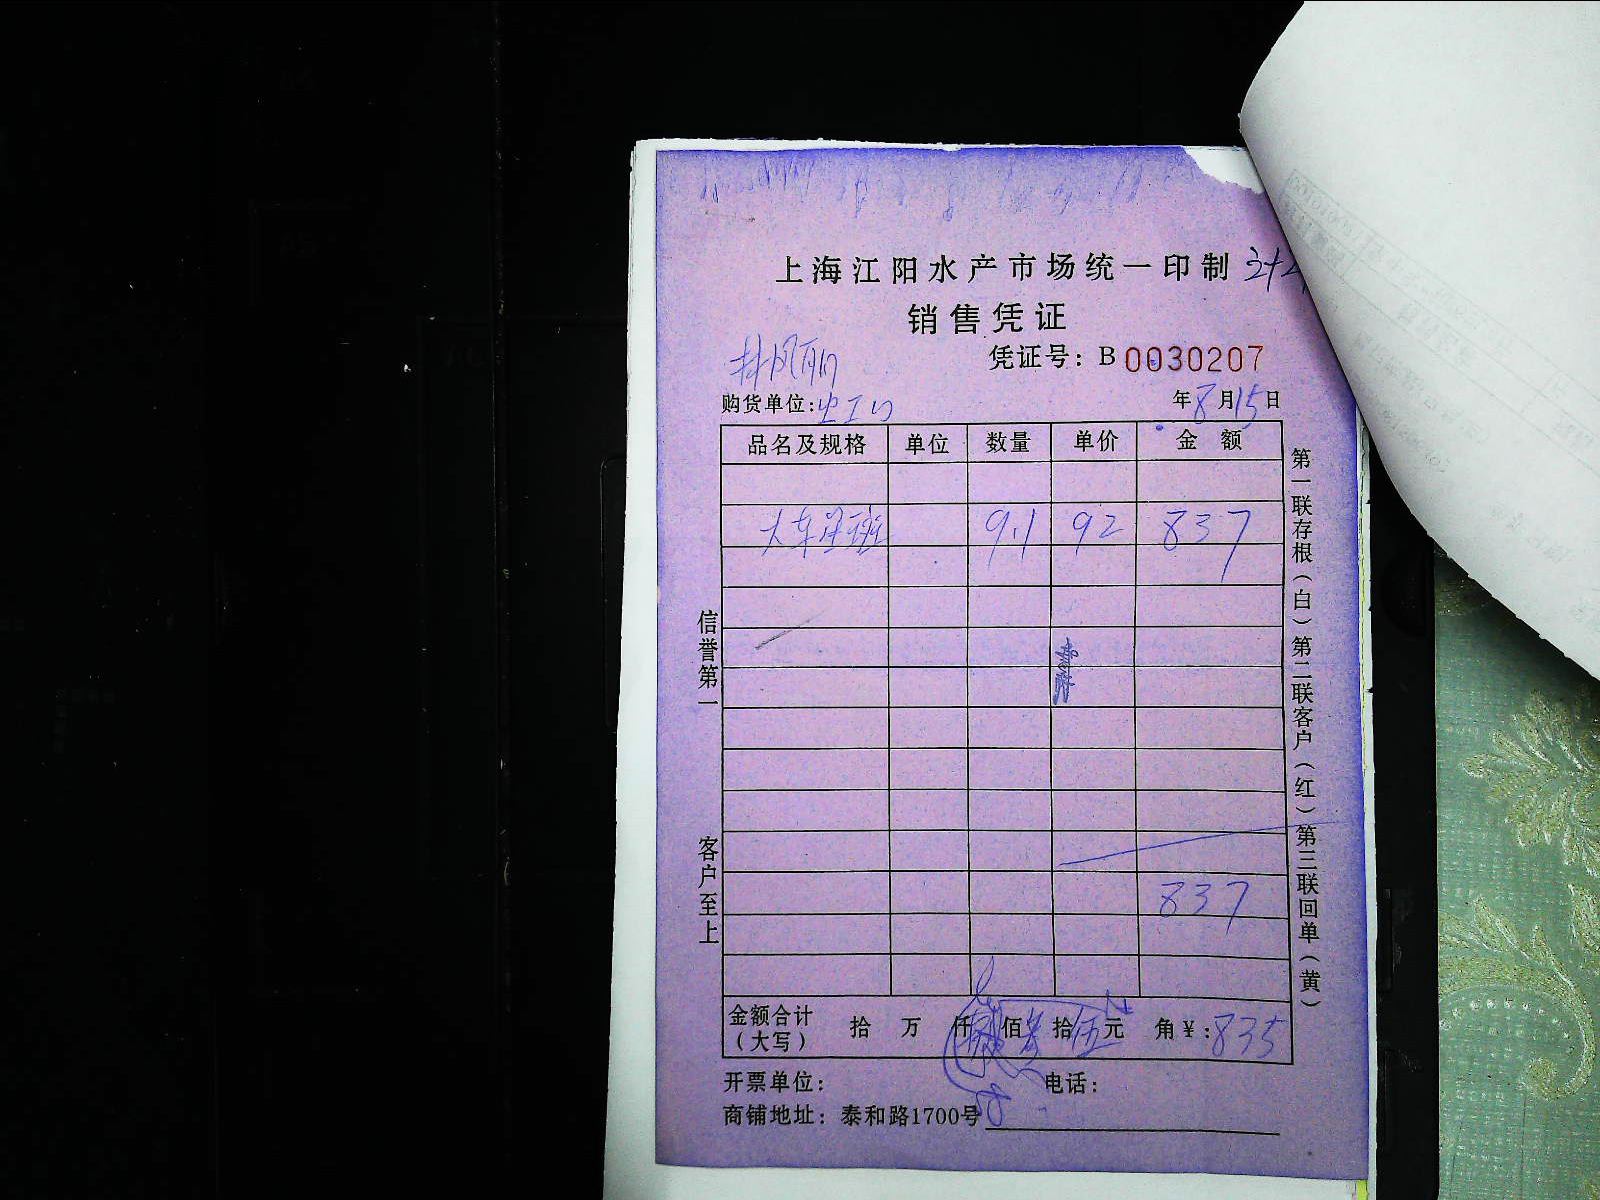 上海江阳水产市场统一印制
销售凭证
凭证号：B 0030207
购货单位：
年8月15日
品名及规格 单位 数量 单价 金额
9.1 92 837
837
金额合计（大写） 拾 万 仟 佰 拾伍元 角￥：835
开票单位： 电话：
商铺地址：泰和路1700号
信誉第一 客户至上
第一联存根（白）第二联客户（红）第三联回单（黄）